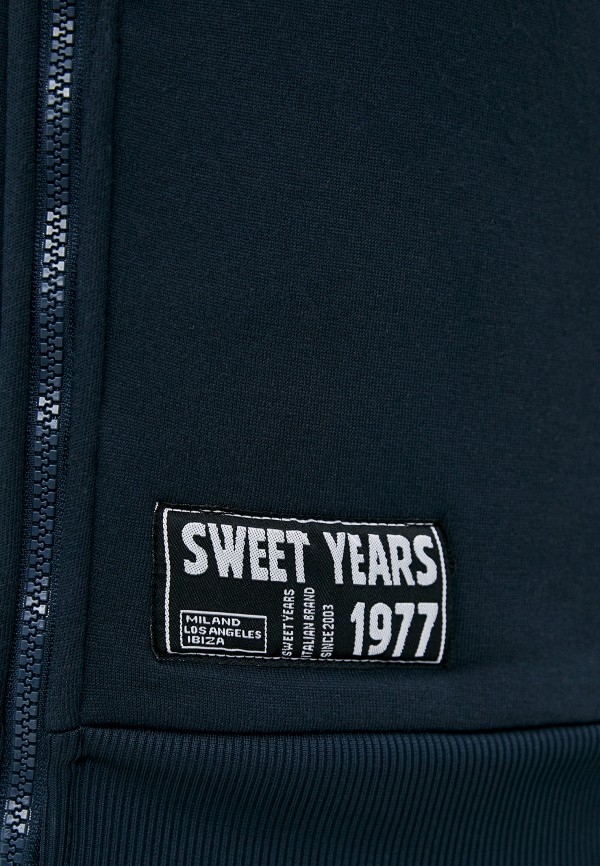 SWEET YEARS
MILAND
LOS ANGELES
IBIZA
SWEET YEARS
ITALIAN BRAND
SINCE 2003
1977